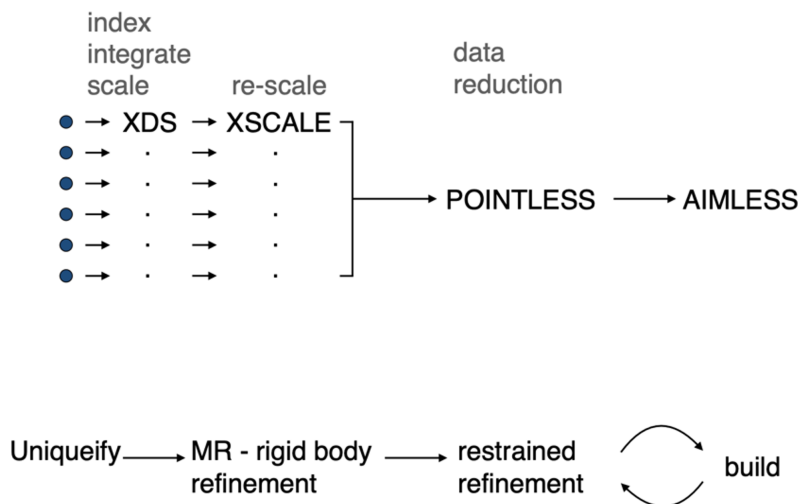 index
integrate
scale
re-scale
data
reduction
XDS
XSCALE
POINTLESS
AIMLESS
Uniqueify
MR - rigid body
refinement
restrained
refinement
build